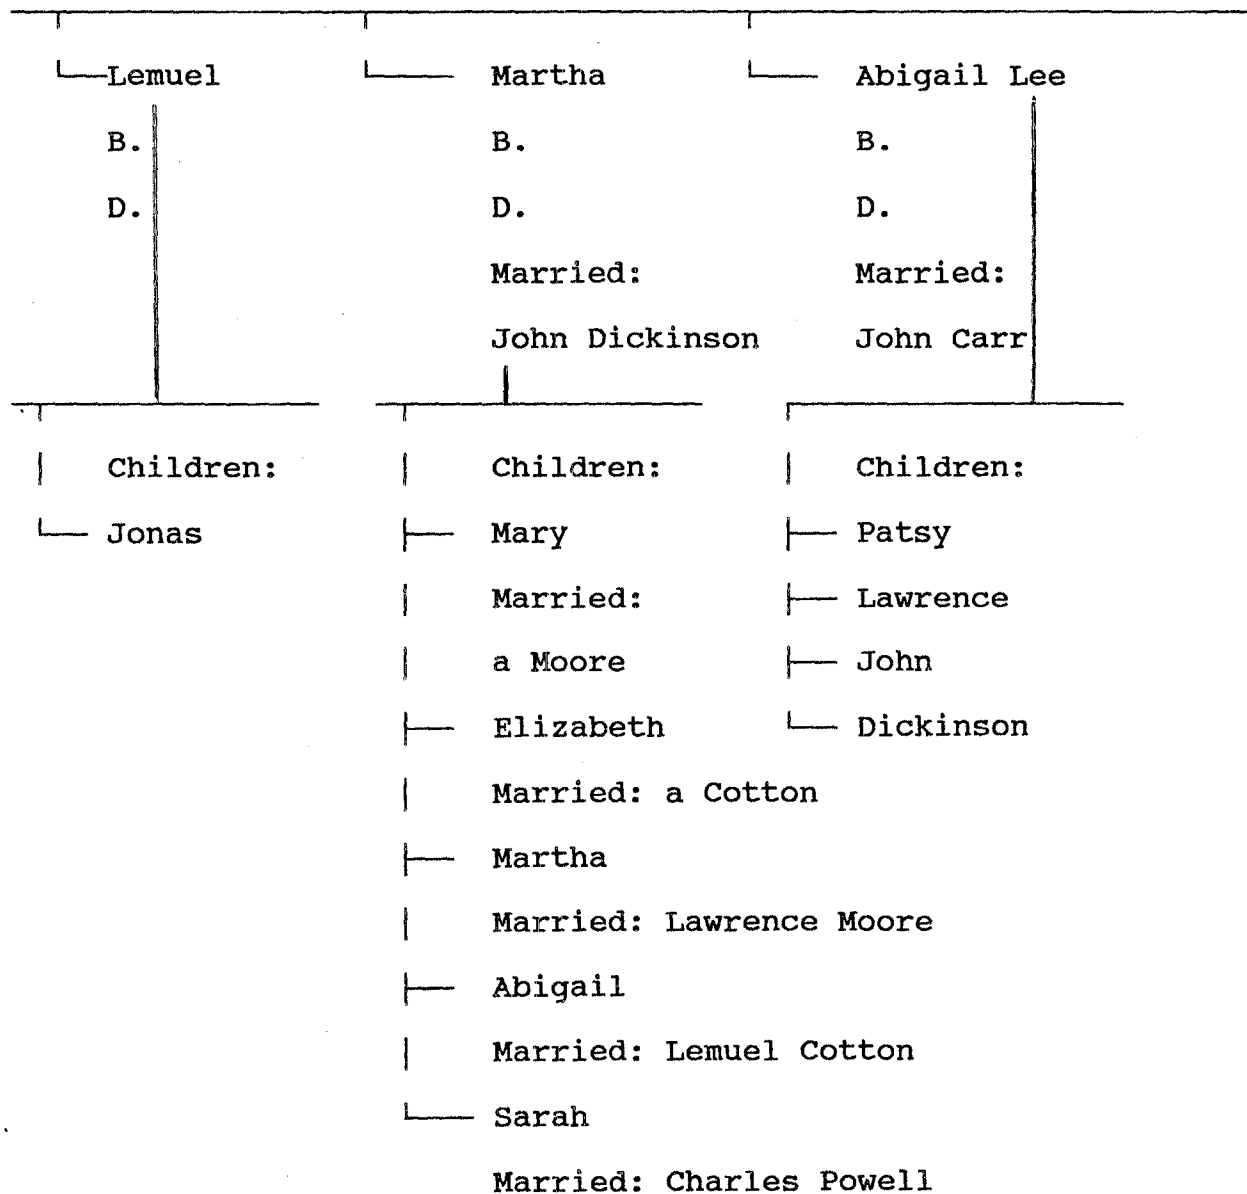 Lemuel Martha Abigail Lee
B. B. B.
D. D. D.
Married: Married:
John Dickinson John Carr
Children: Children: Children:
Jonas Mary Patsy
Married: Lawrence
a Moore John
Elizabeth Dickinson
Married: a Cotton
Martha
Married: Lawrence Moore
Abigail
Married: Lemuel Cotton
Sarah
Married: Charles Powell